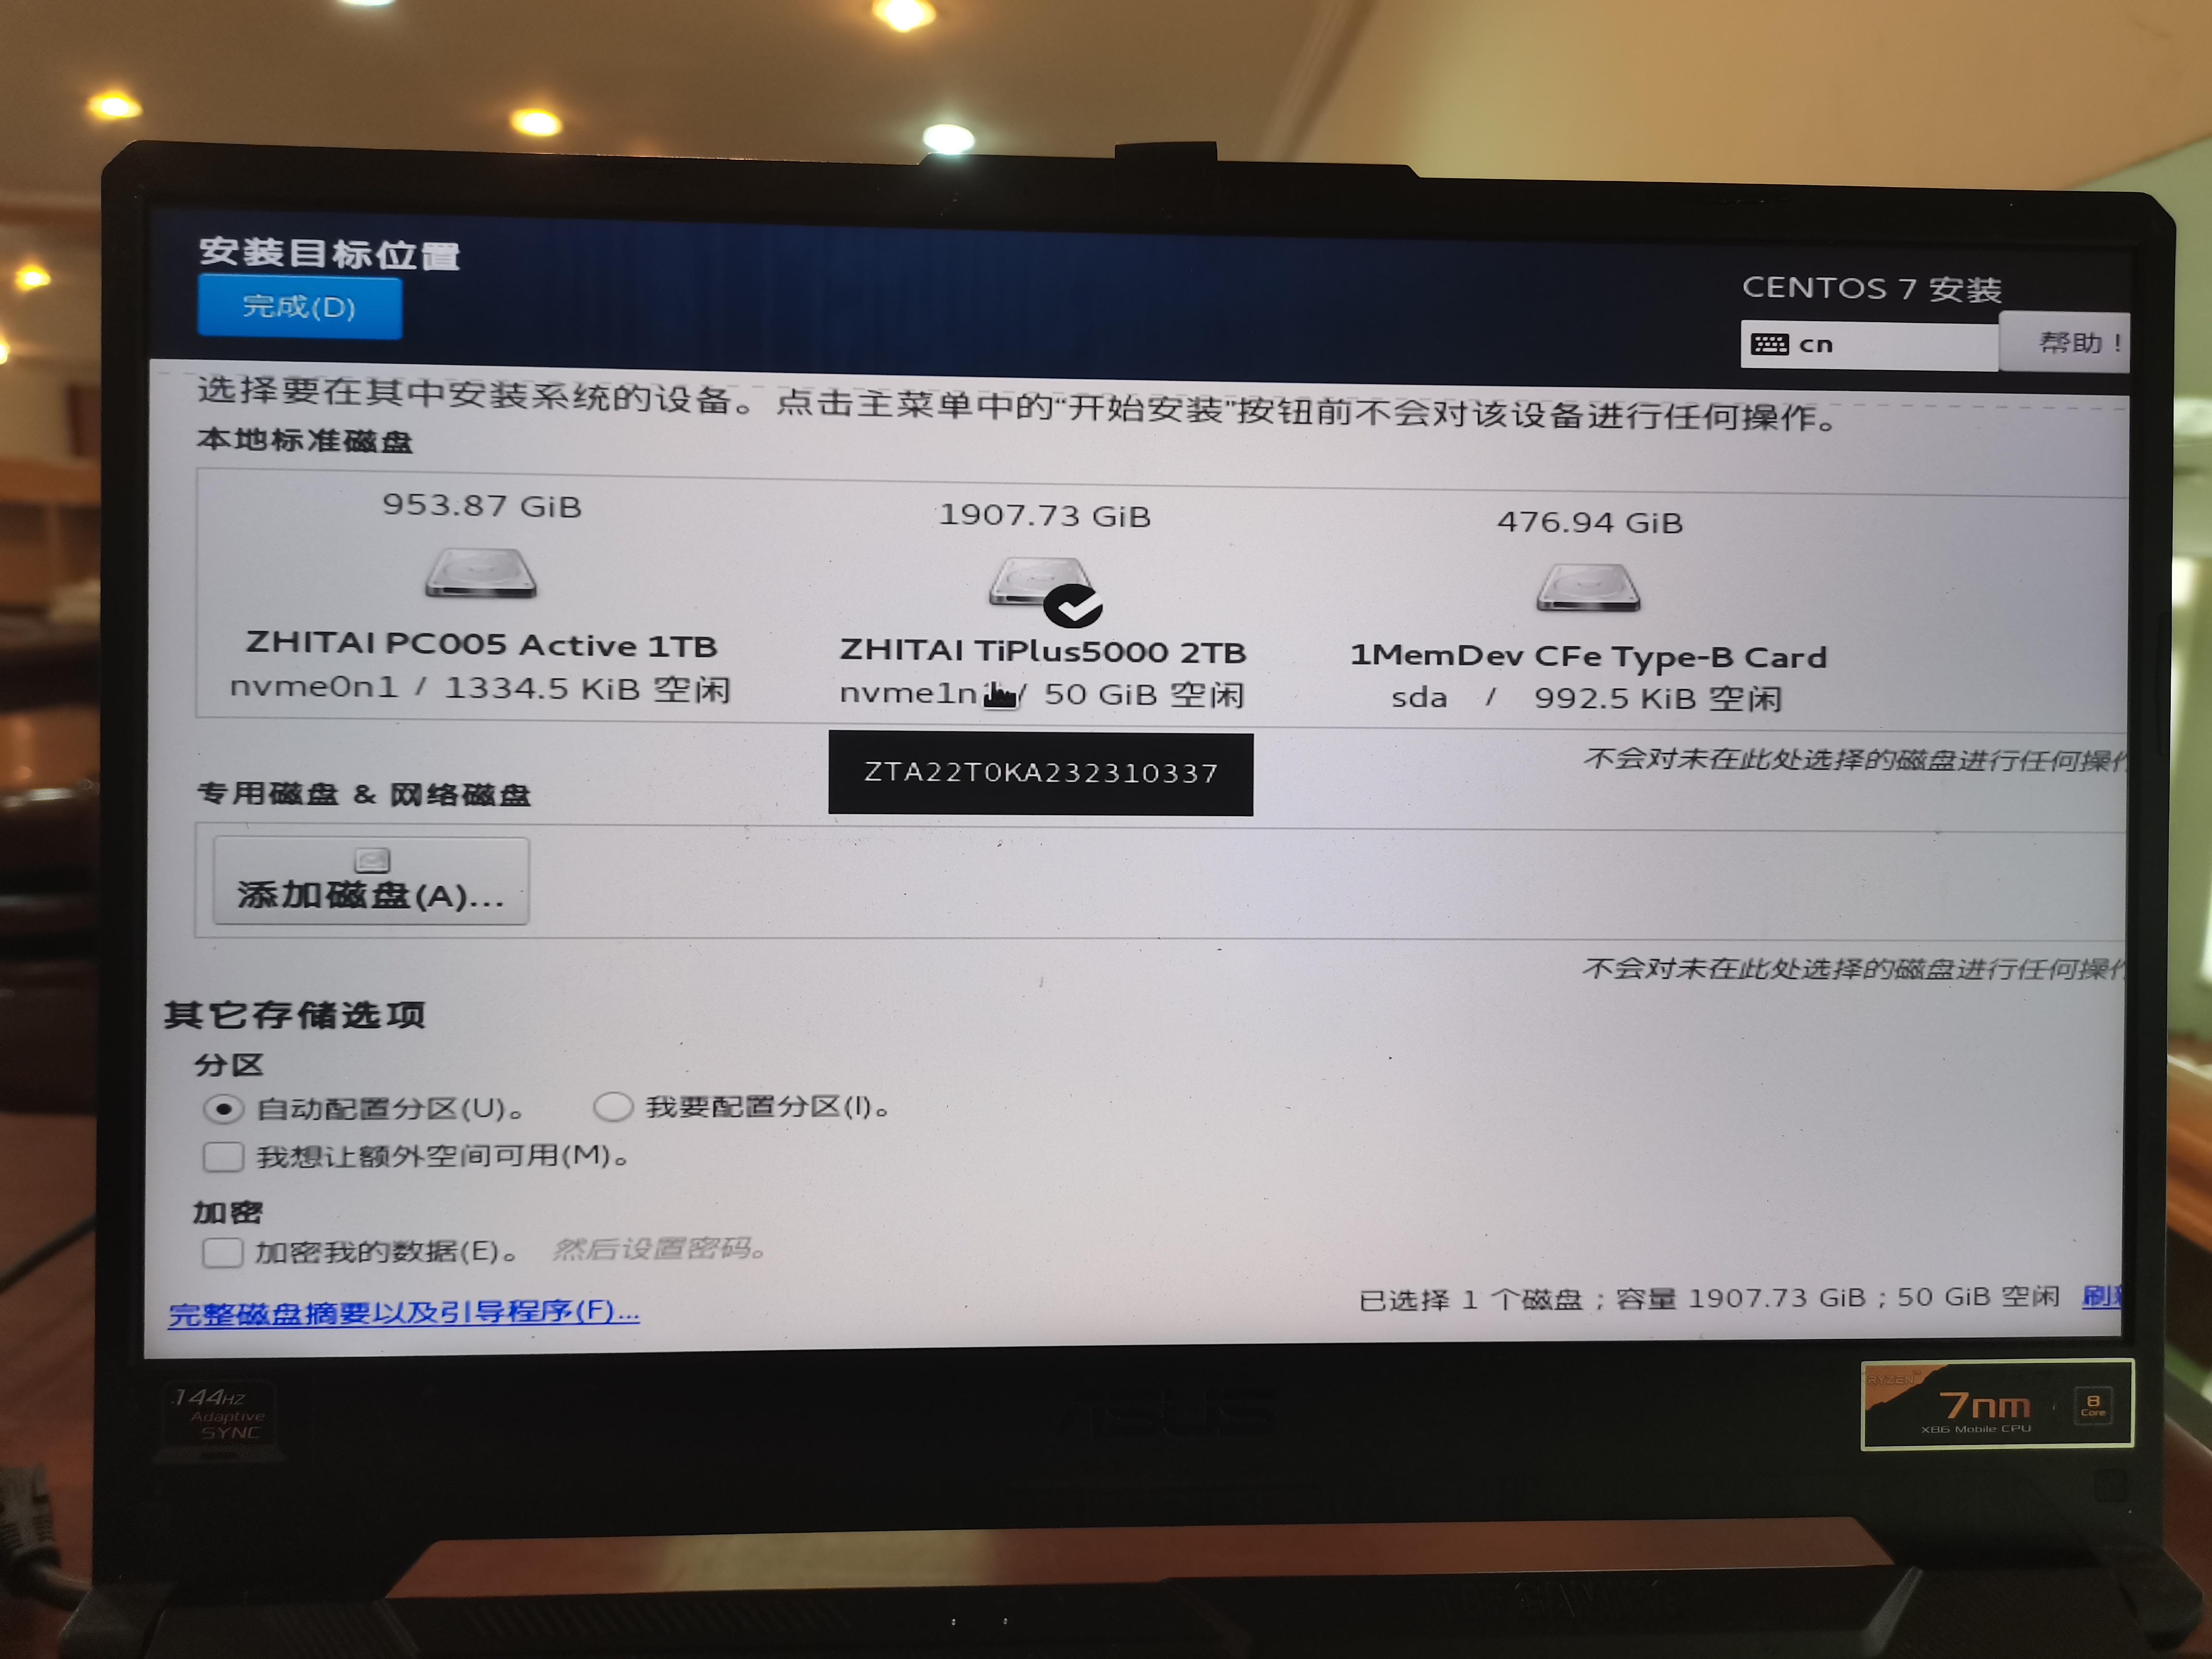 安装目标位置
完成(D)
CENTOS 7 安装
cn
帮助！
选择要在其中安装系统的设备。点击主菜单中的“开始安装”按钮前不会对该设备进行任何操作。
本地标准磁盘
953.87 GiB
1907.73 GiB
476.94 GiB
ZHITAI PC005 Active 1TB
ZHITAI TiPlus5000 2TB
1MemDev CFe Type-B Card
nvme0n1 / 1334.5 KiB 空闲
nvme1n / 50 GiB 空闲
sda / 992.5 KiB 空闲
ZTA22T0KA232310337
不会对未在此处选择的磁盘进行任何操作
专用磁盘 & 网络磁盘
添加磁盘(A)...
不会对未在此处选择的磁盘进行任何操作
其它存储选项
分区
自动配置分区(U)。
我要配置分区(I)。
我想让额外空间可用(M)。
加密
加密我的数据(E)。
然后设置密码。
完整磁盘摘要以及引导程序(F)...
已选择 1 个磁盘；容量 1907.73 GiB；50 GiB 空闲
刷
144Hz
Adaptive
SYNC
ASUS
RYZEN
7nm
X86 Mobile CPU
8
Core